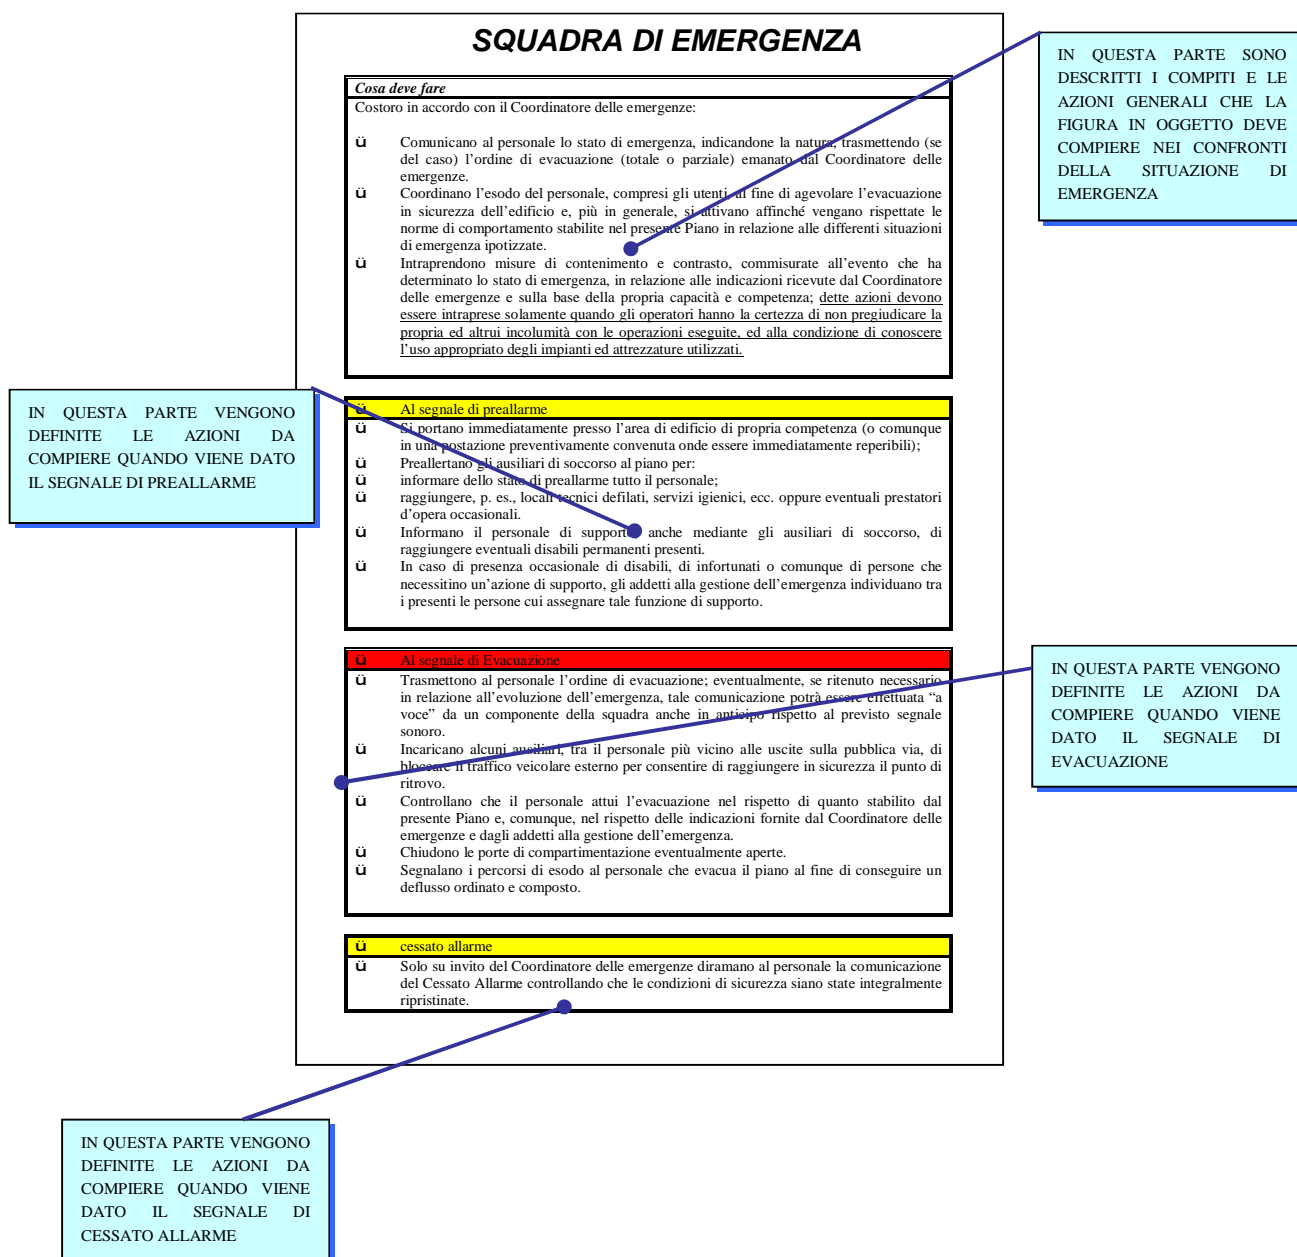 SQUADRA DI EMERGENZA
IN QUESTA PARTE SONO
DESCRITTI I COMPITI E LE
AZIONI GENERALI CHE LA
FIGURA IN OGGETTO DEVE
COMPIERE NEI CONFRONTI
DELLA SITUAZIONE DI
EMERGENZA
Cosa deve fare
Costoro in accordo con il Coordinatore delle emergenze:
ü Comunicano al personale lo stato di emergenza, indicandone la natura, trasmettendo (se
del caso) l’ordine di evacuazione (totale o parziale) emanato dal Coordinatore delle
emergenze.
ü Coordinano l’esodo del personale, compresi gli utenti, al fine di agevolare l’evacuazione
in sicurezza dell’edificio e, più in generale, si attivano affinché vengano rispettate le
norme di comportamento stabilite nel presente Piano in relazione alle differenti situazioni
di emergenza ipotizzate.
ü Intraprendono misure di contenimento e contrasto, commisurate all’evento che ha
determinato lo stato di emergenza, in relazione alle indicazioni ricevute dal Coordinatore
delle emergenze e sulla base della propria capacità e competenza; dette azioni devono
essere intraprese solamente quando gli operatori hanno la certezza di non pregiudicare la
propria ed altrui incolumità con le operazioni eseguite, ed alla condizione di conoscere
l’uso appropriato degli impianti ed attrezzature utilizzati.
IN QUESTA PARTE VENGONO
DEFINITE LE AZIONI DA
COMPIERE QUANDO VIENE DATO
IL SEGNALE DI PREALLARME
ü Al segnale di preallarme
ü Si portano immediatamente presso l’area di edificio di propria competenza (o comunque
in una postazione preventivamente convenuta onde essere immediatamente reperibili);
ü Preallertano gli ausiliari di soccorso al piano per:
ü informare dello stato di preallarme tutto il personale;
ü raggiungere, p. es., locali tecnici defilati, servizi igienici, ecc. oppure eventuali prestatori
d’opera occasionali.
ü Informano il personale di supporto, anche mediante gli ausiliari di soccorso, di
raggiungere eventuali disabili permanenti presenti.
ü In caso di presenza occasionale di disabili, di infortunati o comunque di persone che
necessitino un’azione di supporto, gli addetti alla gestione dell’emergenza individuano tra
i presenti le persone cui assegnare tale funzione di supporto.
ü Al segnale di Evacuazione
ü Trasmettono al personale l’ordine di evacuazione; eventualmente, se ritenuto necessario
in relazione all’evoluzione dell’emergenza, tale comunicazione potrà essere effettuata “a
voce” da un componente della squadra anche in anticipo rispetto al previsto segnale
sonoro.
ü Incaricano alcuni ausiliari, tra il personale più vicino alle uscite sulla pubblica via, di
bloccare il traffico veicolare esterno per consentire di raggiungere in sicurezza il punto di
ritrovo.
ü Controllano che il personale attui l’evacuazione nel rispetto di quanto stabilito dal
presente Piano e, comunque, nel rispetto delle indicazioni fornite dal Coordinatore delle
emergenze e dagli addetti alla gestione dell’emergenza.
ü Chiudono le porte di compartimentazione eventualmente aperte.
ü Segnalano i percorsi di esodo al personale che evacua il piano al fine di conseguire un
deflusso ordinato e composto.
IN QUESTA PARTE VENGONO
DEFINITE LE AZIONI DA
COMPIERE QUANDO VIENE
DATO IL SEGNALE DI
EVACUAZIONE
ü cessato allarme
ü Solo su invito del Coordinatore delle emergenze diramano al personale la comunicazione
del Cessato Allarme controllando che le condizioni di sicurezza siano state integralmente
ripristinate.
IN QUESTA PARTE VENGONO
DEFINITE LE AZIONI DA
COMPIERE QUANDO VIENE
DATO IL SEGNALE DI
CESSATO ALLARME